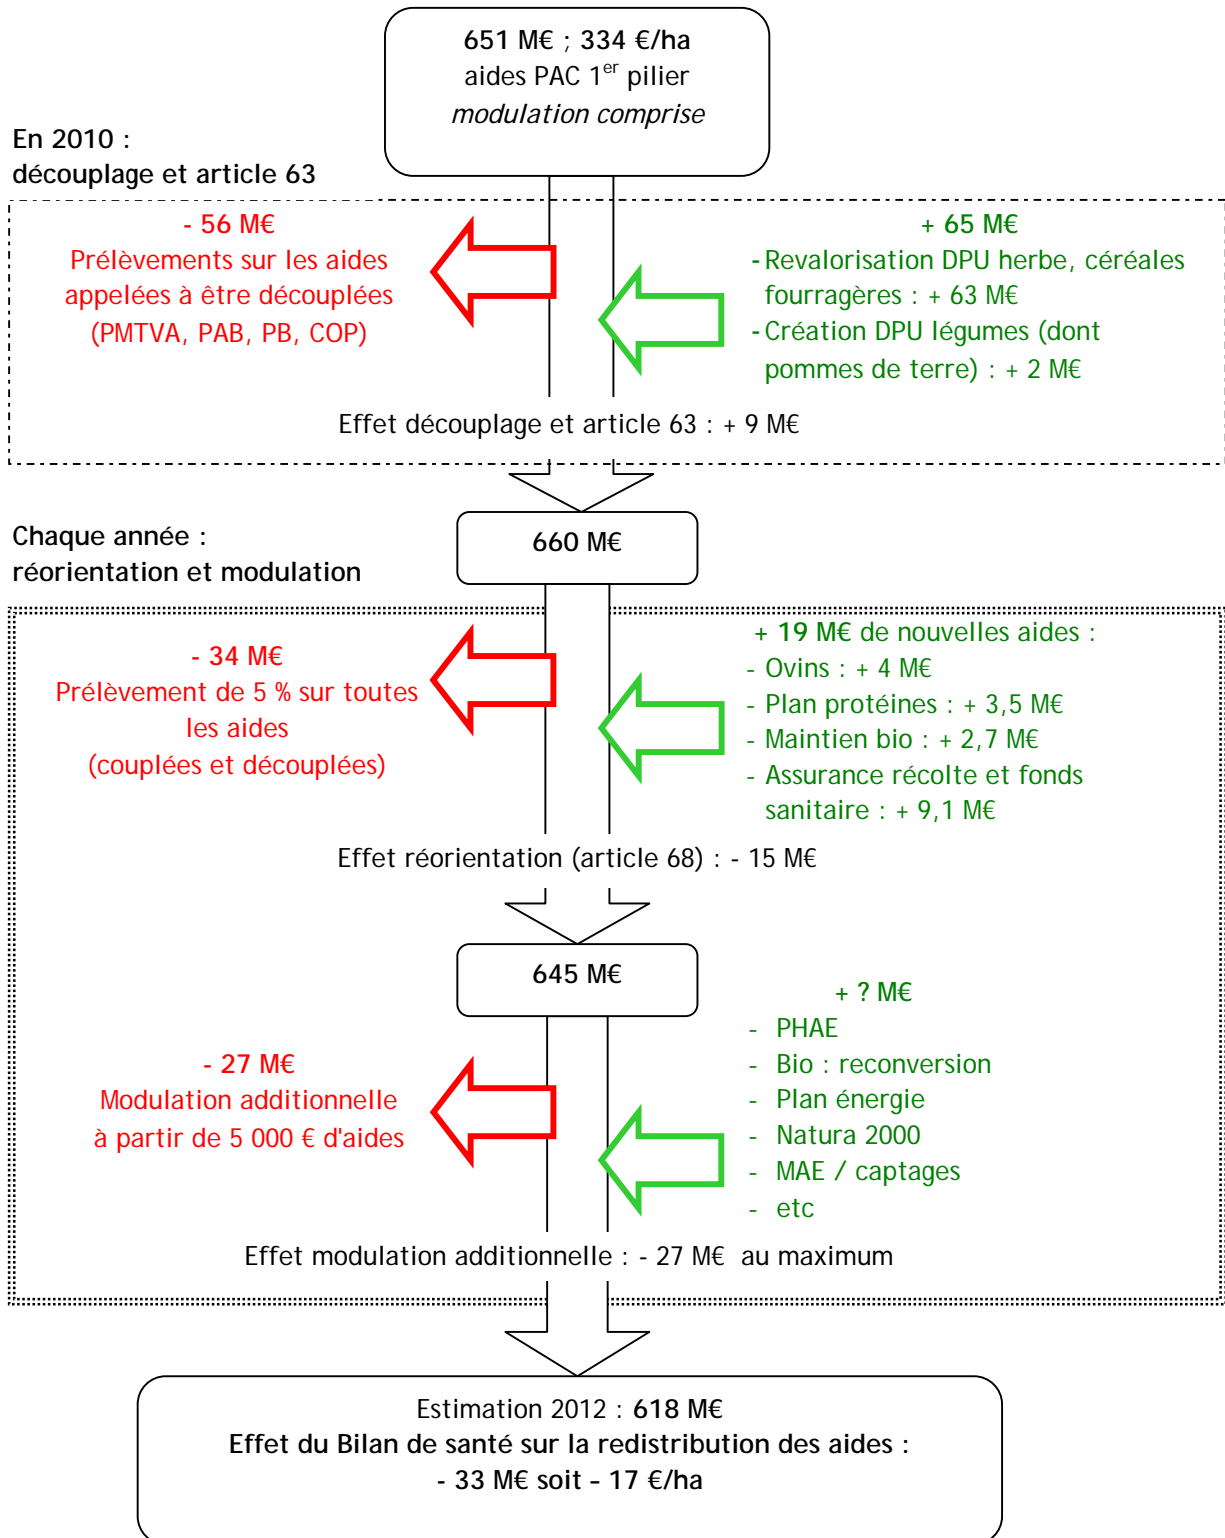 651 M€ ; 334 €/ha
aides PAC 1er pilier
modulation comprise
En 2010 :
découplage et article 63
- 56 M€
Prélèvements sur les aides
appelées à être découplées
(PMTVA, PAB, PB, COP)
+ 65 M€
- Revalorisation DPU herbe, céréales
fourragères : + 63 M€
- Création DPU légumes (dont
pommes de terre) : + 2 M€
Effet découplage et article 63 : + 9 M€
660 M€
Chaque année :
réorientation et modulation
- 34 M€
Prélèvement de 5 % sur toutes
les aides
(couplées et découplées)
+ 19 M€ de nouvelles aides :
- Ovins : + 4 M€
- Plan protéines : + 3,5 M€
- Maintien bio : + 2,7 M€
- Assurance récolte et fonds
sanitaire : + 9,1 M€
Effet réorientation (article 68) : - 15 M€
645 M€
- 27 M€
Modulation additionnelle
à partir de 5 000 € d'aides
+ ? M€
- PHAE
- Bio : reconversion
- Plan énergie
- Natura 2000
- MAE / captages
- etc
Effet modulation additionnelle : - 27 M€ au maximum
Estimation 2012 : 618 M€
Effet du Bilan de santé sur la redistribution des aides :
- 33 M€ soit – 17 €/ha